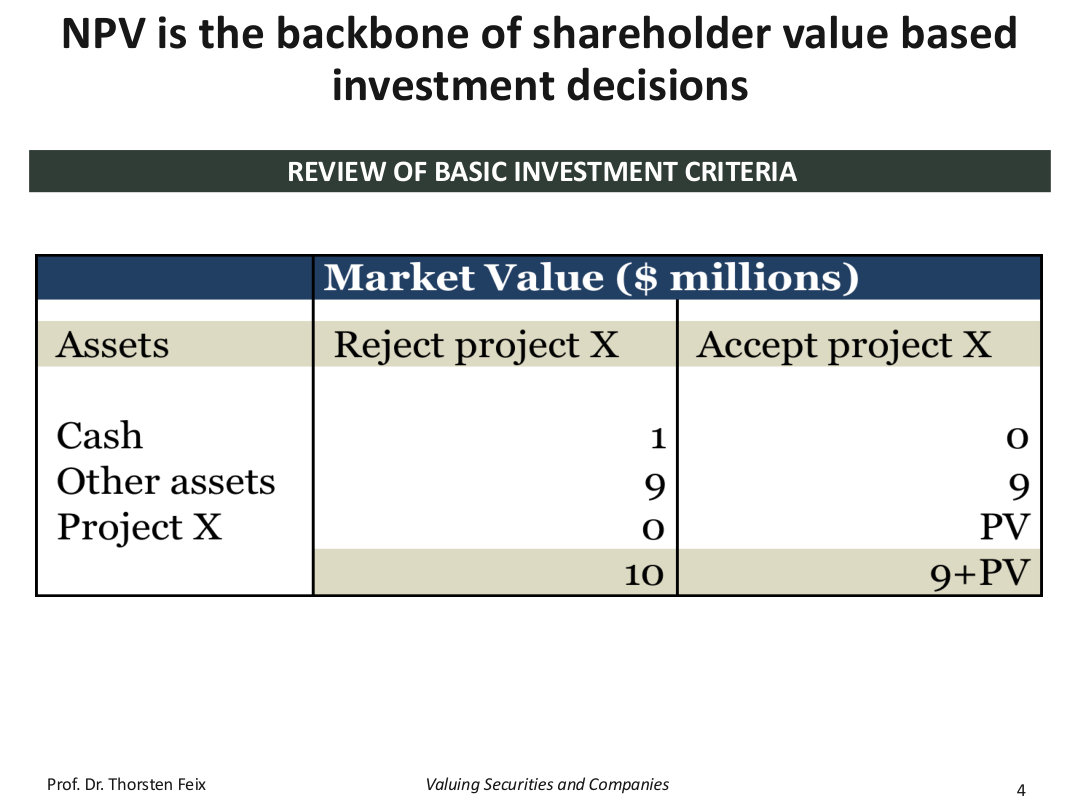 NPV is the backbone of shareholder value based
investment decisions
REVIEW OF BASIC INVESTMENT CRITERIA
Market Value ($ millions)
Assets Reject project X Accept project X
Cash 1 0
Other assets 9 9
Project X 0 PV
10 9+PV
Prof. Dr. Thorsten Feix Valuing Securities and Companies 4